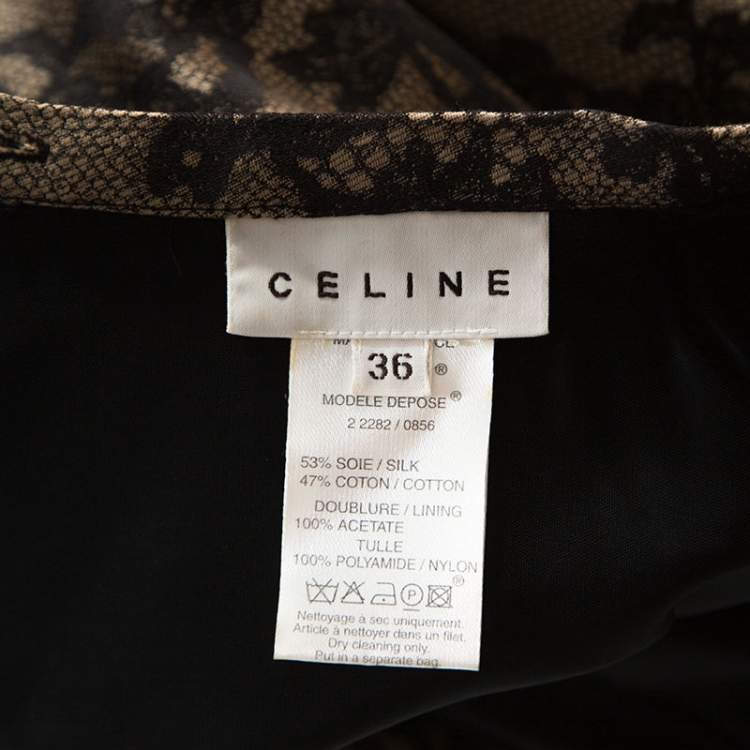 CELINE
36
®
MODELE DEPOSE®
2 2282 / 0856
53% SOIE / SILK
47% COTON / COTTON
DOUBLURE / LINING
100% ACETATE
TULLE
100% POLYAMIDE / NYLON
®
P
Nettoyage à sec uniquement.
Article à nettoyer dans un filet.
Dry cleaning only.
Put in a separate bag.